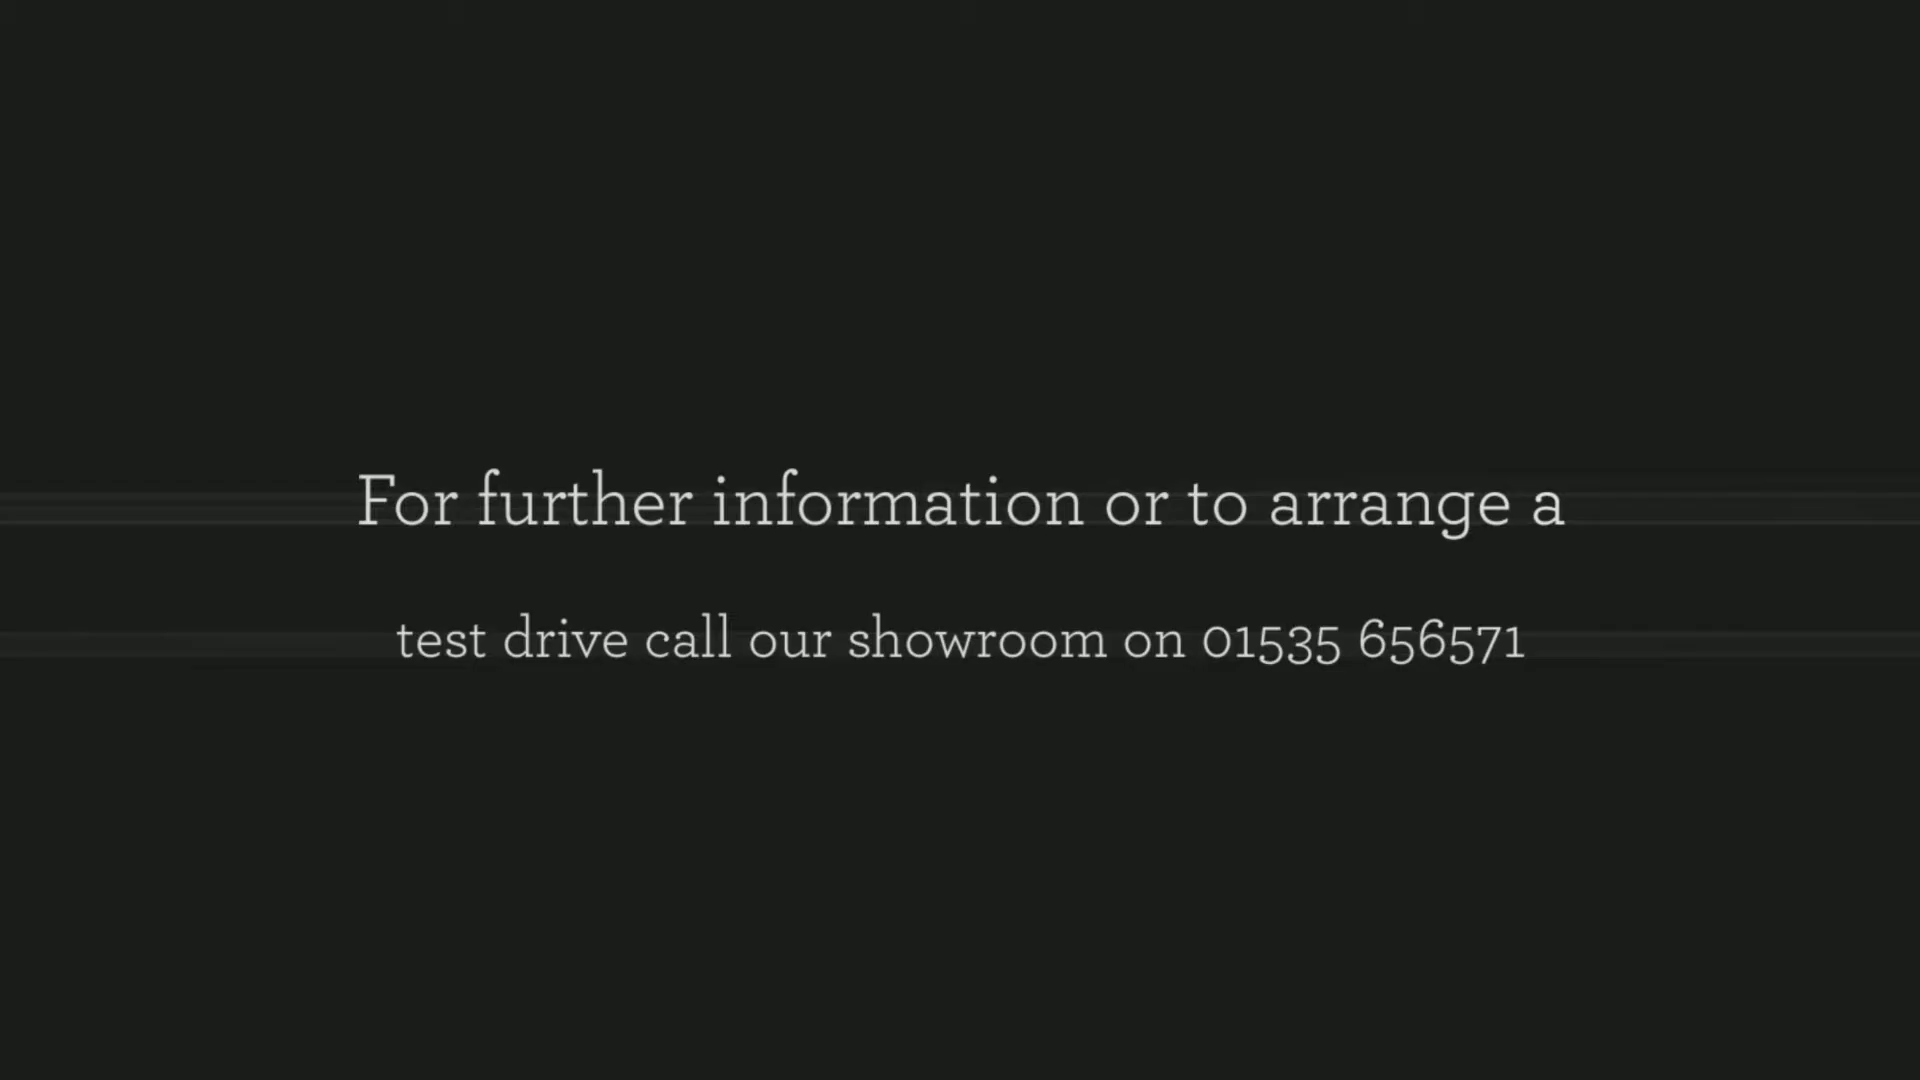 For further information or to arrange a
test drive call our showroom on 01535 656571